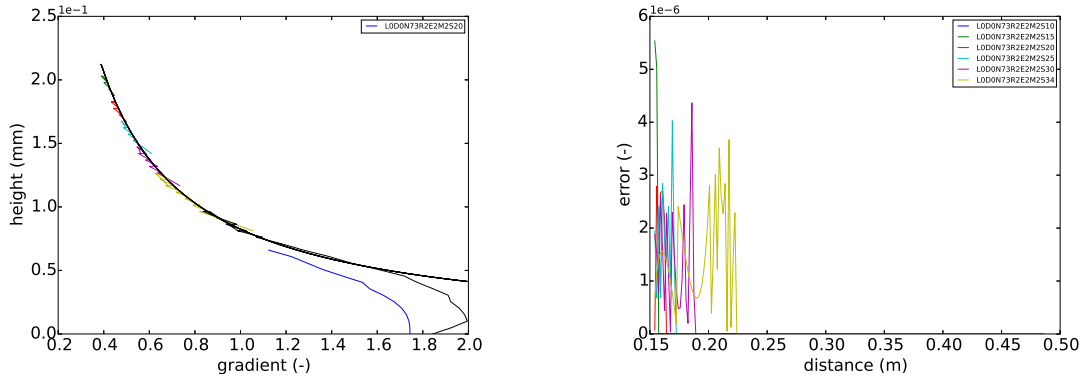 1e−1
2.5
2.0
1.5
1.0
0.5
0.0
height (mm)
0.2 0.4 0.6 0.8 1.0 1.2 1.4 1.6 1.8 2.0
gradient (-)
L0D0N73R2E2M2S20
1e−6
6
5
4
3
2
1
0
error (-)
0.15 0.20 0.25 0.30 0.35 0.40 0.45 0.50
distance (m)
L0D0N73R2E2M2S10
L0D0N73R2E2M2S15
L0D0N73R2E2M2S20
L0D0N73R2E2M2S25
L0D0N73R2E2M2S30
L0D0N73R2E2M2S34